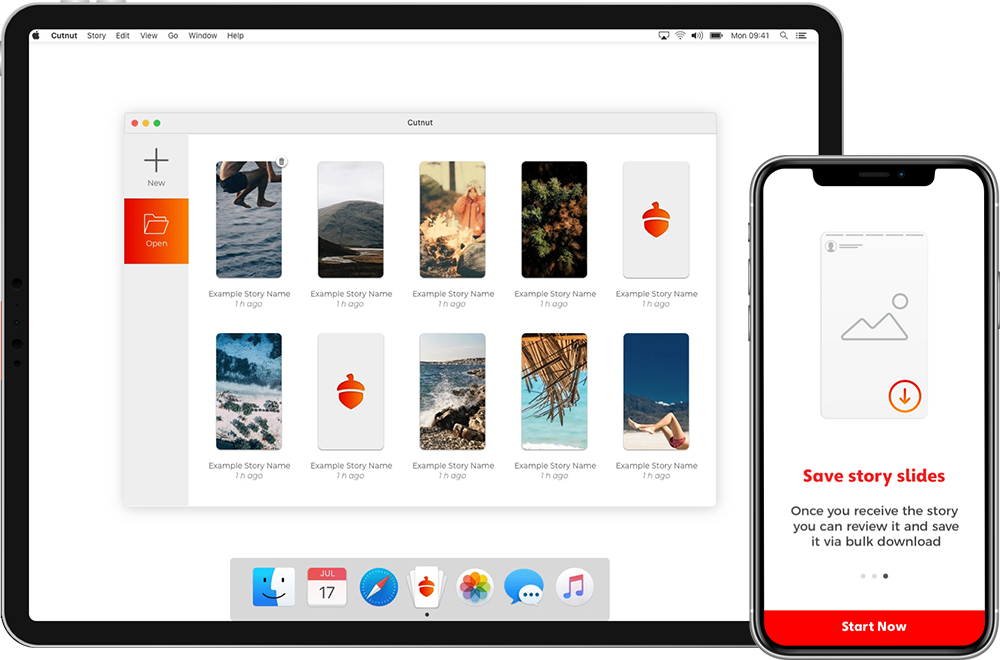 Cutnut Story Edit View Go Window Help Mon 09:41
Cutnut
New
Open
Example Story Name Example Story Name Example Story Name Example Story Name Example Story Name
1 h ago 1 h ago 1 h ago 1 h ago 1 h ago
Example Story Name Example Story Name Example Story Name Example Story Name Example Story Name
1 h ago 1 h ago 1 h ago 1 h ago 1 h ago
JUL
17
Save story slides
Once you receive the story
you can review it and save
it via bulk download
Start Now